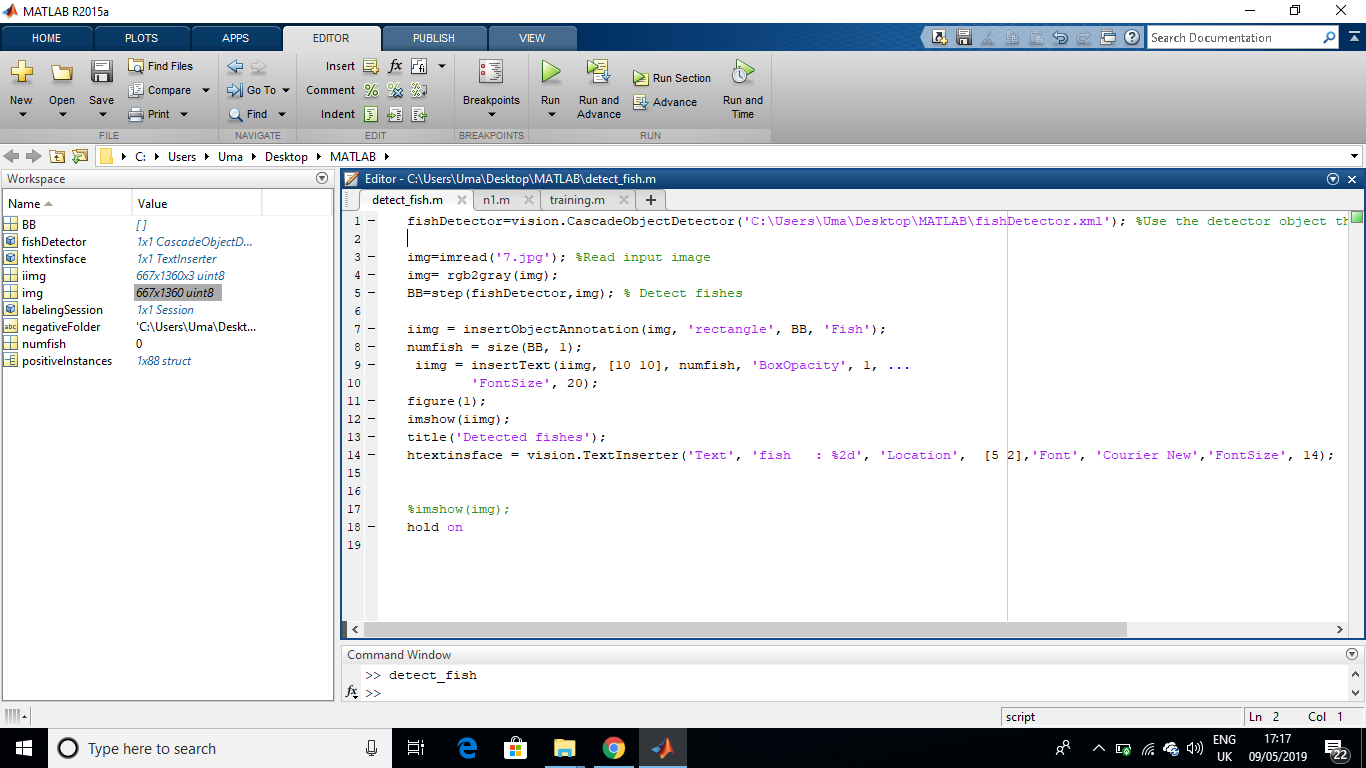 MATLAB R2015a
HOME PLOTS APPS EDITOR PUBLISH VIEW
Search Documentation
New Open Save
Find Files
Compare
Print
Go To
Find
Insert fx
Comment
Indent
Breakpoints
Run
Run and Advance
Run Section
Advance
Run and Time
FILE NAVIGATE EDIT BREAKPOINTS RUN
C: Users Uma Desktop MATLAB
Workspace
Name Value
BB []
fishDetector 1x1 CascadeObjectD...
htextinsface 1x1 TextInserter
iimg 667x1360x3 uint8
img 667x1360 uint8
labelingSession 1x1 Session
negativeFolder 'C:\Users\Uma\Deskt...
numfish 0
positiveInstances 1x88 struct
Editor - C:\Users\Uma\Desktop\MATLAB\detect_fish.m
detect_fish.m n1.m training.m
1 fishDetector=vision.CascadeObjectDetector('C:\Users\Uma\Desktop\MATLAB\fishDetector.xml'); %Use the detector object th
2
3 img=imread('7.jpg'); %Read input image
4 img= rgb2gray(img);
5 BB=step(fishDetector,img); % Detect fishes
6
7 iimg = insertObjectAnnotation(img, 'rectangle', BB, 'Fish');
8 numfish = size(BB, 1);
9 iimg = insertText(iimg, [10 10], numfish, 'BoxOpacity', 1, ...
10 'FontSize', 20);
11 figure(1);
12 imshow(iimg);
13 title('Detected fishes');
14 htextinsface = vision.TextInserter('Text', 'fish   : %2d', 'Location',  [5 2],'Font', 'Courier New','FontSize', 14);
15
16
17 %imshow(img);
18 hold on
19
Command Window
>> detect_fish
fx >>
script Ln 2 Col 1
Type here to search
ENG
UK
17:17
09/05/2019
22